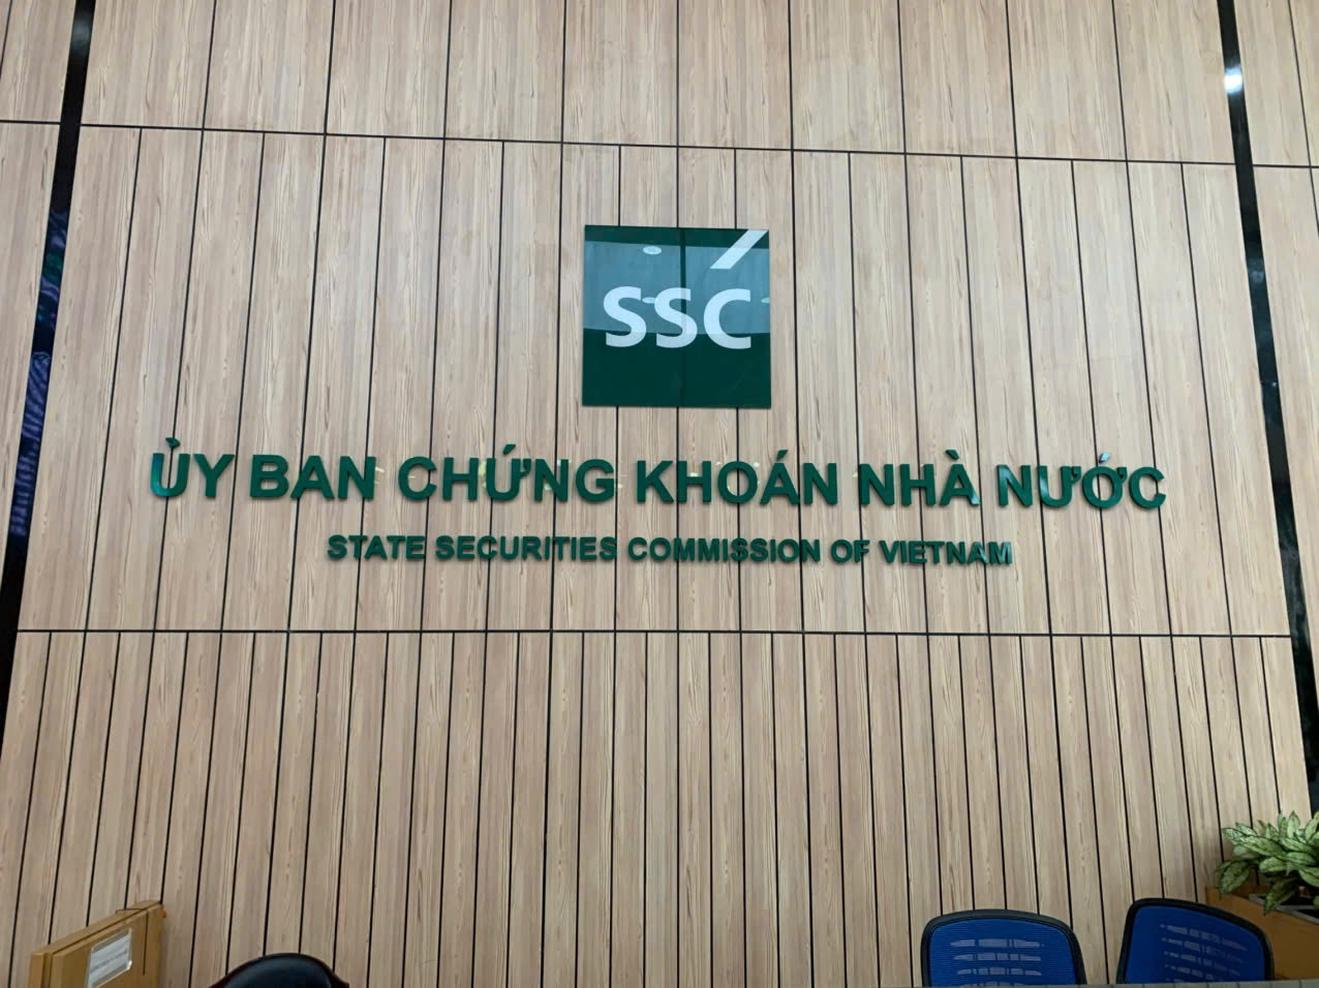 SSC
ỦY BAN CHỨNG KHOÁN NHÀ NƯỚC
STATE SECURITIES COMMISSION OF VIETNAM